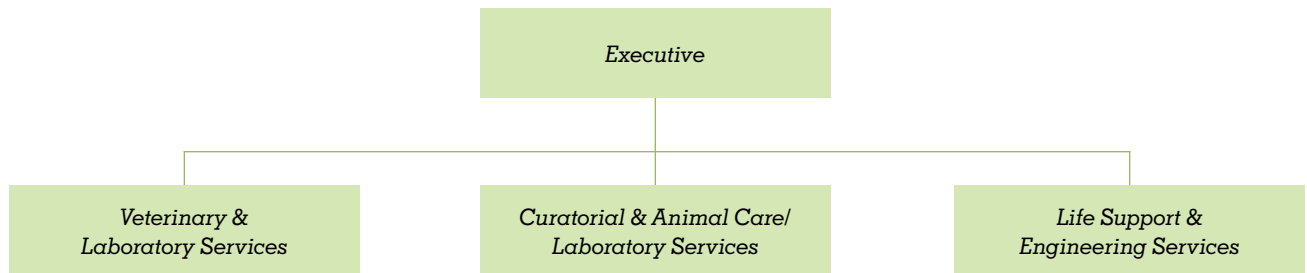 Executive
Veterinary &
Laboratory Services
Curatorial & Animal Care/
Laboratory Services
Life Support &
Engineering Services